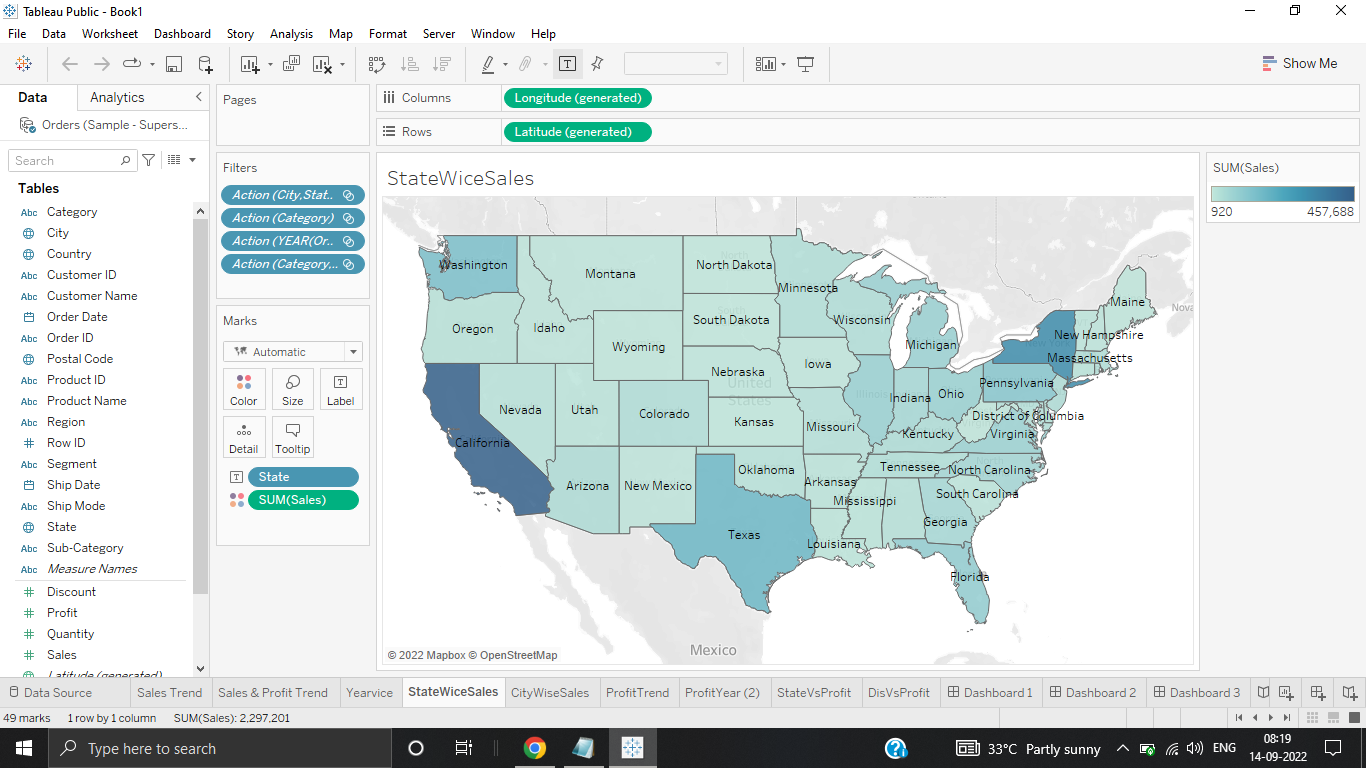 Tableau Public - Book1
File Data Worksheet Dashboard Story Analysis Map Format Server Window Help
Show Me
Data Analytics
Orders (Sample - Supers...
Search
Tables
Abc Category
City
Country
Abc Customer ID
Abc Customer Name
Order Date
Abc Order ID
Postal Code
Abc Product ID
Abc Product Name
Abc Region
# Row ID
Abc Segment
Ship Date
Abc Ship Mode
State
Abc Sub-Category
Abc Measure Names
# Discount
# Profit
# Quantity
# Sales
Latitude (generated)
Pages
Filters
Action (City,Stat..
Action (Category)
Action (YEAR(Or..
Action (Category,...
Marks
Automatic
Color Size Label
Detail Tooltip
State
SUM(Sales)
Columns Longitude (generated)
Rows Latitude (generated)
StateWiceSales
Washington
Montana
North Dakota
Minnesota
Maine
Oregon
Idaho
South Dakota
Wisconsin
New Hampshire
Nova
Wyoming
Michigan
Massachusetts
Nebraska
Iowa
United
States
Pennsylvania
Nevada
Utah
Colorado
Kansas
Illinois
Indiana
Ohio
District of Columbia
California
Missouri
Kentucky
Virginia
Oklahoma
Tennessee
North Carolina
Arizona
New Mexico
Arkansas
South Carolina
Mississippi
Georgia
Texas
Louisiana
Florida
Mexico
© 2022 Mapbox © OpenStreetMap
SUM(Sales)
920 457,688
Data Source Sales Trend Sales & Profit Trend Yearvice StateWiceSales CityWiseSales ProfitTrend ProfitYear (2) StateVsProfit DisVsProfit Dashboard 1 Dashboard 2 Dashboard 3
49 marks 1 row by 1 column SUM(Sales): 2,297,201
Type here to search
33°C Partly sunny
ENG
08:19
14-09-2022